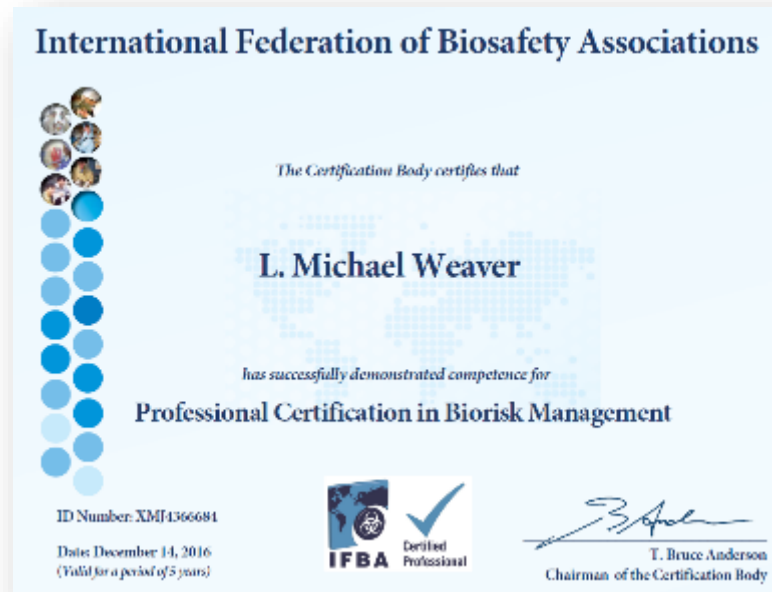 International Federation of Biosafety Associations
The Certification Body certifies that
L. Michael Weaver
has successfully demonstrated competence for
Professional Certification in Biorisk Management
ID Number: XMJ4366684
Date: December 14, 2016
(Valid for a period of 5 years)
IFBA
Certified
Professional
T. Bruce Anderson
Chairman of the Certification Body